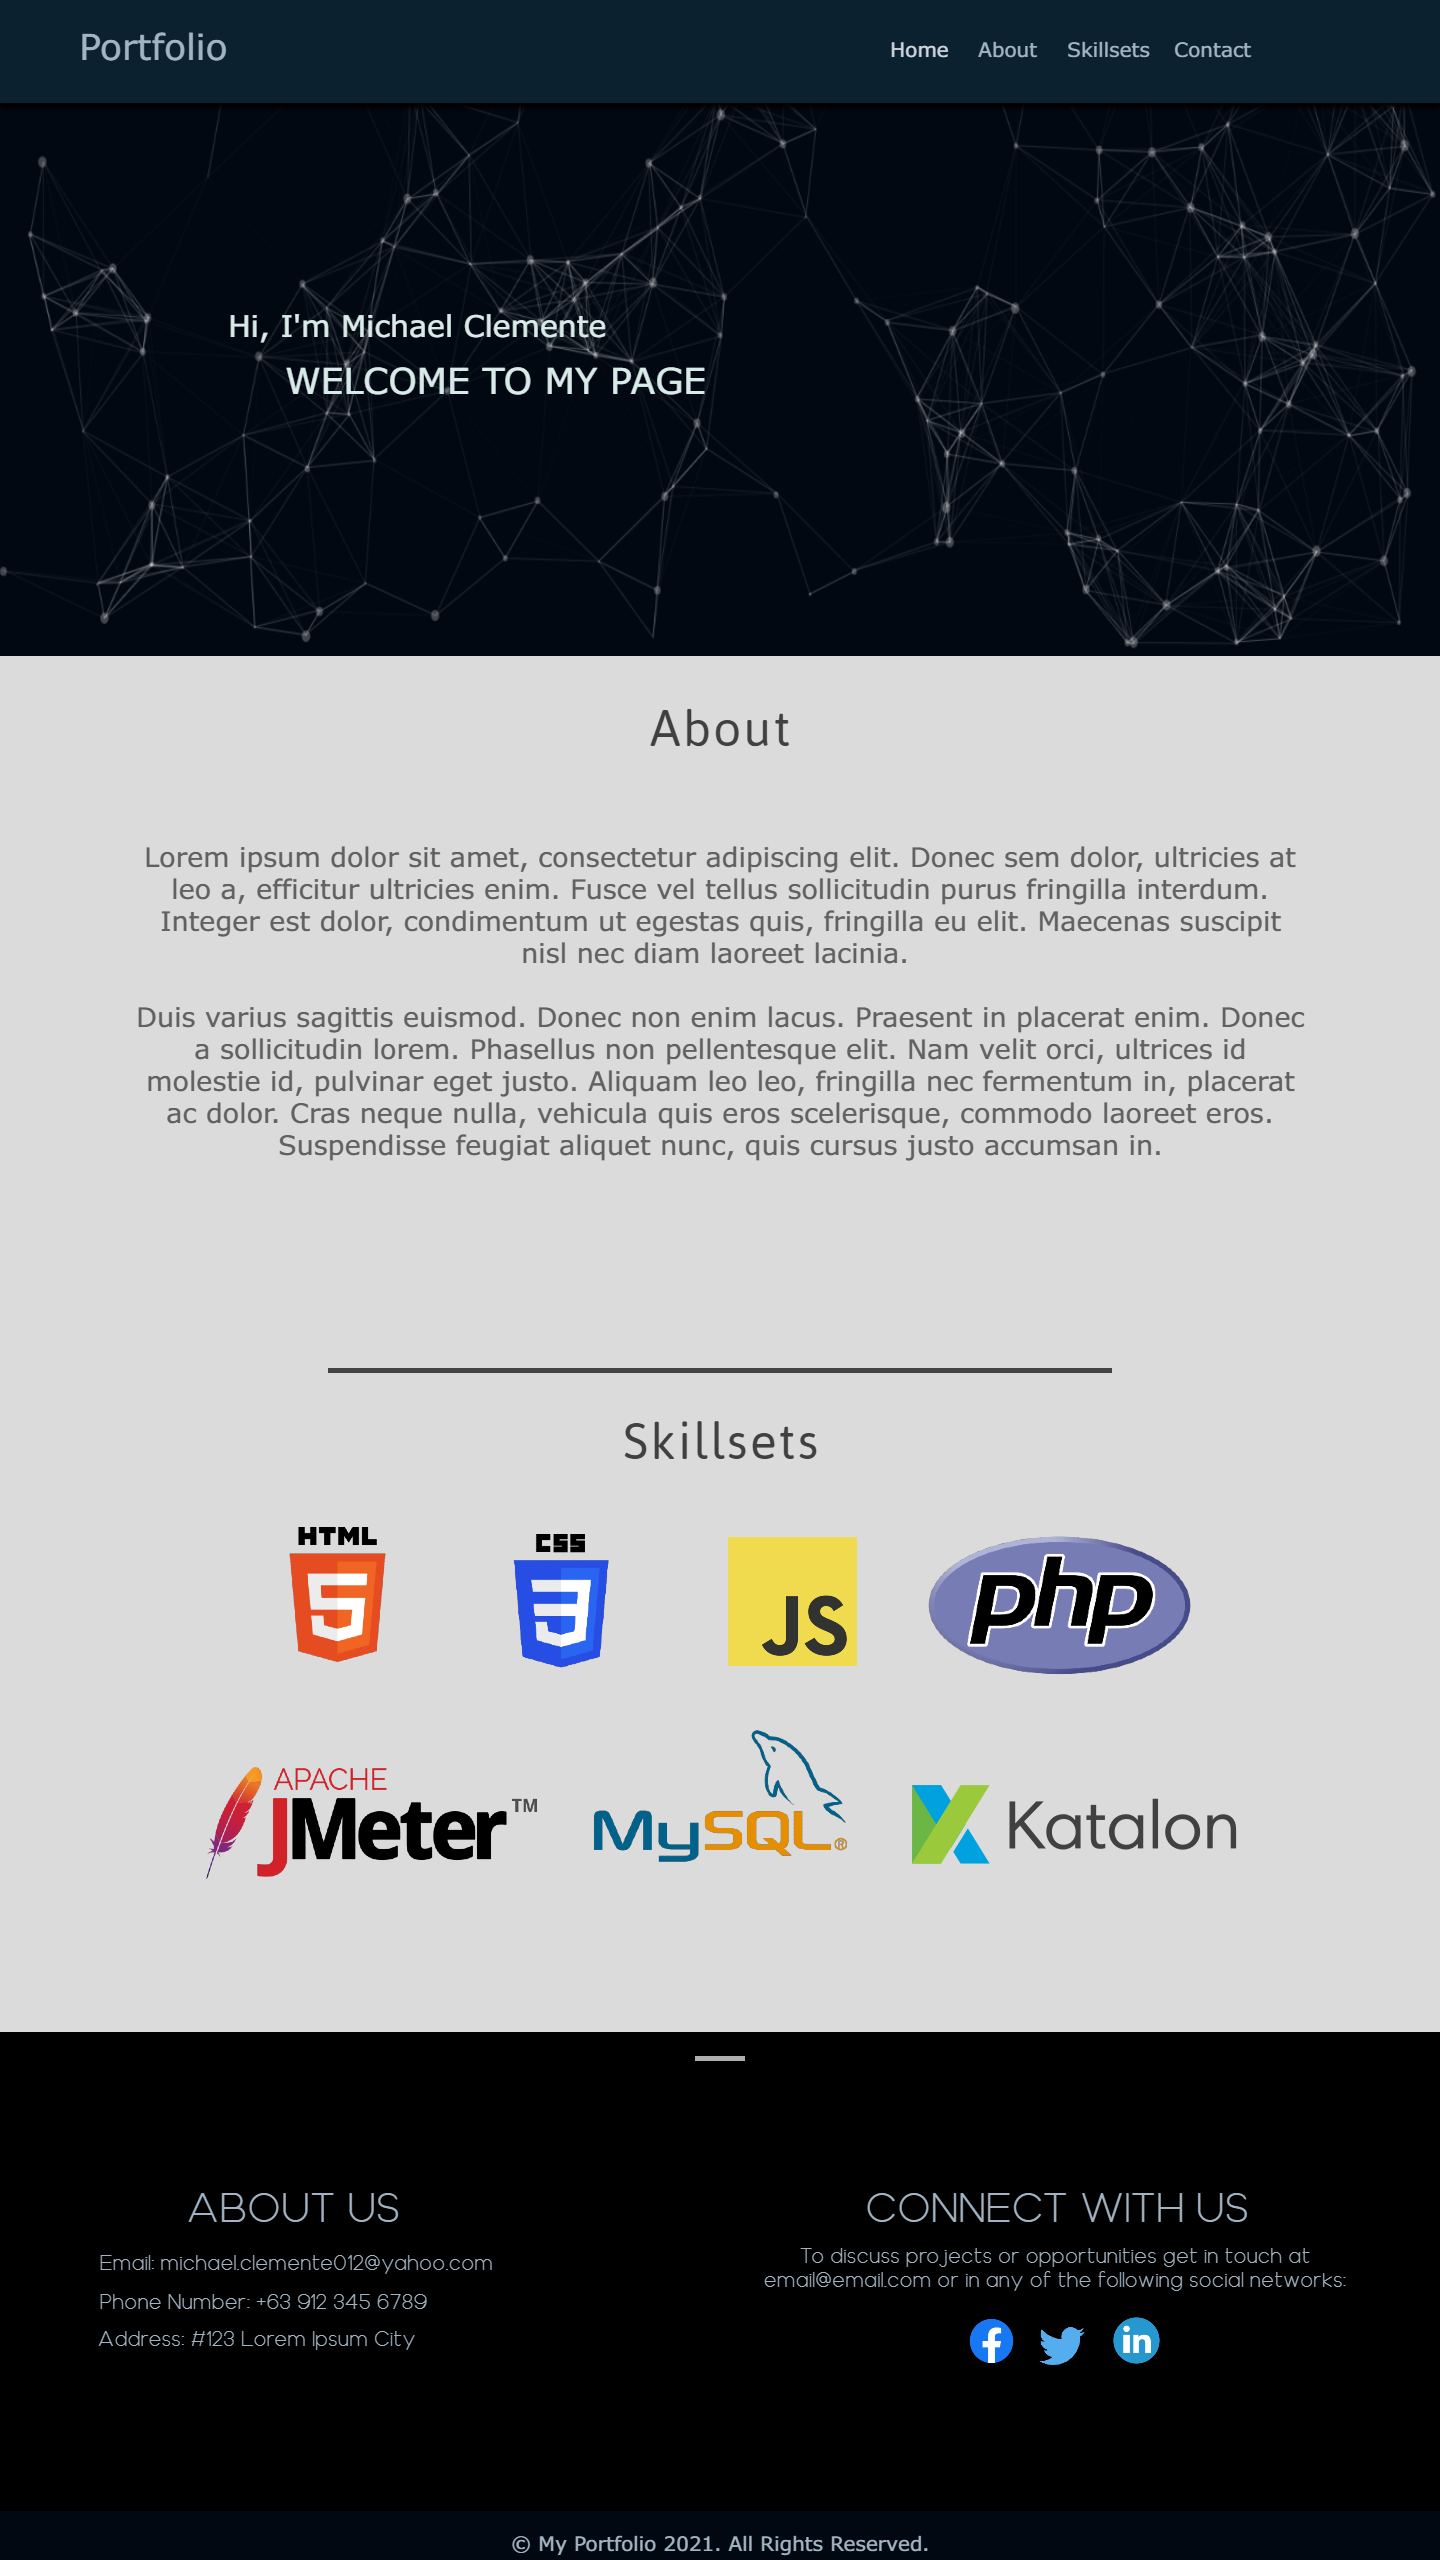 Portfolio
Home About Skillsets Contact
Hi, I'm Michael Clemente
WELCOME TO MY PAGE
About
Lorem ipsum dolor sit amet, consectetur adipiscing elit. Donec sem dolor, ultricies at
leo a, efficitur ultricies enim. Fusce vel tellus sollicitudin purus fringilla interdum.
Integer est dolor, condimentum ut egestas quis, fringilla eu elit. Maecenas suscipit
nisl nec diam laoreet lacinia.
Duis varius sagittis euismod. Donec non enim lacus. Praesent in placerat enim. Donec
a sollicitudin lorem. Phasellus non pellentesque elit. Nam velit orci, ultrices id
molestie id, pulvinar eget justo. Aliquam leo leo, fringilla nec fermentum in, placerat
ac dolor. Cras neque nulla, vehicula quis eros scelerisque, commodo laoreet eros.
Suspendisse feugiat aliquet nunc, quis cursus justo accumsan in.
Skillsets
HTML
5
CSS
3
JS
php
APACHE
JMeter™
MySQL®
Katalon
ABOUT US
Email: michael.clemente012@yahoo.com
Phone Number: +63 912 345 6789
Address: #123 Lorem Ipsum City
CONNECT WITH US
To discuss projects or opportunities get in touch at
email@email.com or in any of the following social networks:
f
in
© My Portfolio 2021. All Rights Reserved.